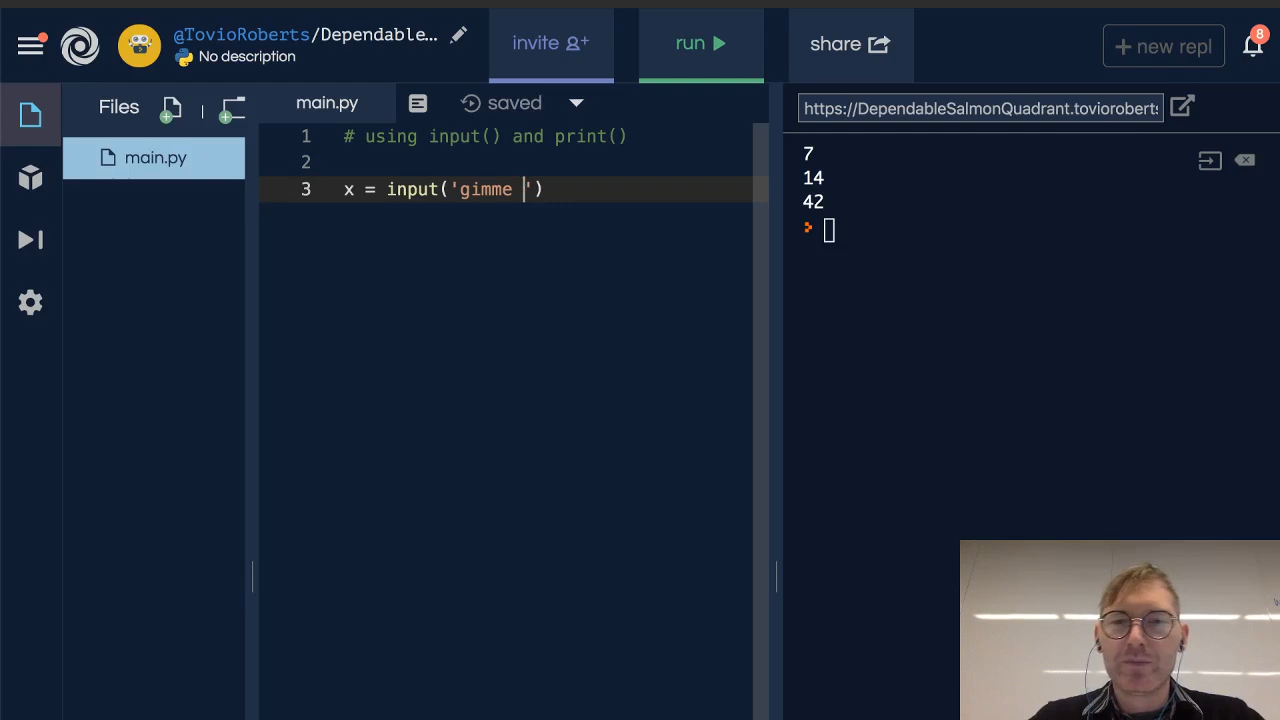 @TovioRoberts/Dependable...
No description
invite
run
share
+ new repl
8
Files
main.py
saved
https://DependableSalmonQuadrant.tovioroberts
main.py
1 # using input() and print()
2
3 x = input('gimme ')
7
14
42